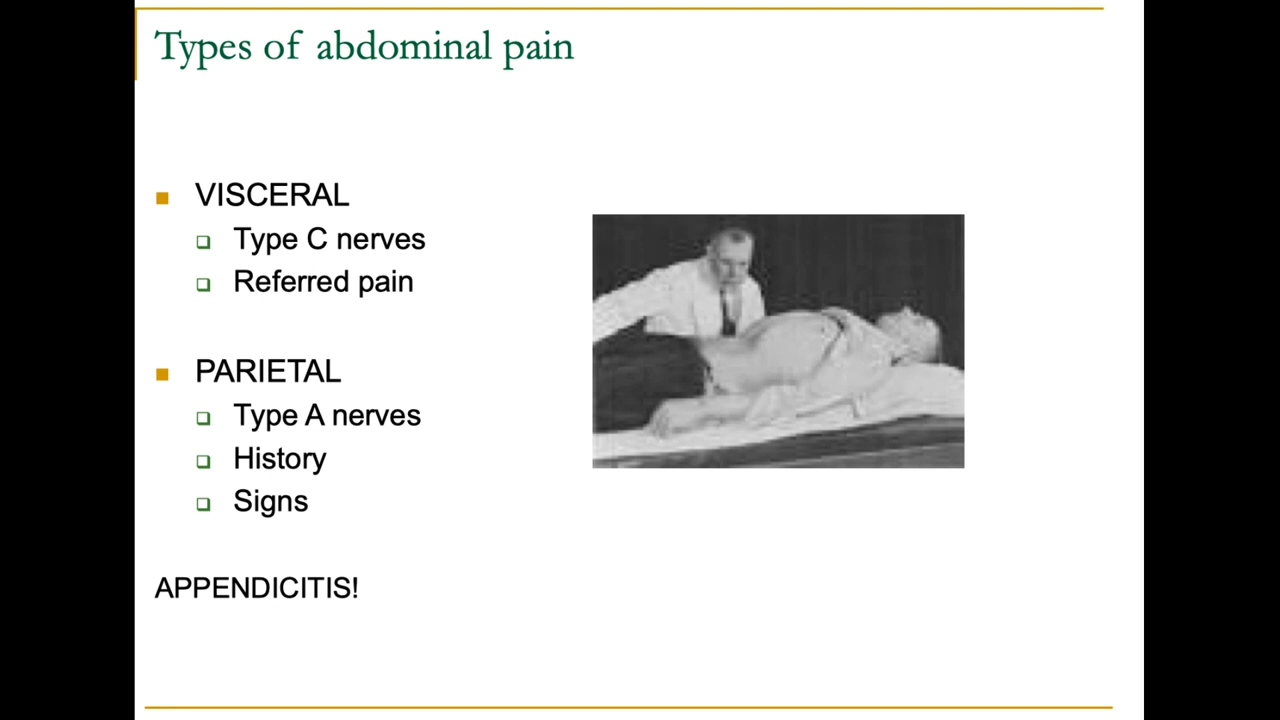 Types of abdominal pain
VISCERAL
Type C nerves
Referred pain
PARIETAL
Type A nerves
History
Signs
APPENDICITIS!